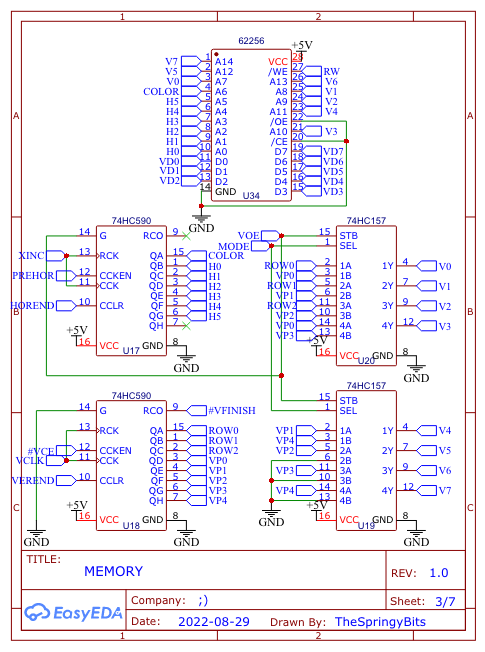 1 2
62256
+5V
V7 1 A14 VCC 28
V5 2 A12 /WE 27 RW
V0 3 A7 A13 26 V6
COLOR 4 A6 A8 25 V1
H5 5 A5 A9 24 V2
H4 6 A4 A11 23 V4
H3 7 A3 /OE 22
H2 8 A2 A10 21 V3
H1 9 A1 /CE 20
H0 10 A0 D7 19 VD7
VD0 11 D0 D6 18 VD6
VD1 12 D1 D5 17 VD5
VD2 13 D2 D4 16 VD4
14 GND D3 15 VD3
U34
GND
A A
74HC590 74HC157
14 G RCO 9 VOE 15 STB
MODE 1 SEL
XINC 13 RCK QA 15 COLOR
QB 1 H0 ROW0 2 1A 1Y 4 V0
PREHOR 12 CCKEN QC 2 H1 VP0 3 1B
11 CCK QD 3 H2 ROW1 5 2A 2Y 7 V1
QE 4 H3 VP1 6 2B
HOREND 10 CCLR QF 5 H4 ROW2 11 3A 3Y 9 V2
QG 6 H5 VP2 10 3B
QH 7 VP0 14 4A 4Y 12 V3
VP3 13 4B
+5V +5V
16 VCC GND 8 16 VCC GND 8
U17 U20
GND GND
B B
74HC590 74HC157
15 STB
14 G RCO 9 #VFINISH 1 SEL
13 RCK QA 15 ROW0 VP1 2 1A 1Y 4 V4
QB 1 ROW1 VP4 3 1B
#VCE 12 CCKEN QC 2 ROW2 VP2 5 2A 2Y 7 V5
VCLK 11 CCK QD 3 VP0 6 2B
QE 4 VP1 VP3 11 3A 3Y 9 V6
VEREND 10 CCLR QF 5 VP2 10 3B
QG 6 VP3 VP4 14 4A 4Y 12 V7
QH 7 VP4 13 4B
+5V +5V
16 VCC GND 8 16 VCC GND 8
U18 U19
GND GND GND GND
C C
TITLE:
MEMORY
REV: 1.0
EasyEDA
Company: ;)
Sheet: 3/7
Date: 2022-08-29 Drawn By: TheSpringyBits
1 2